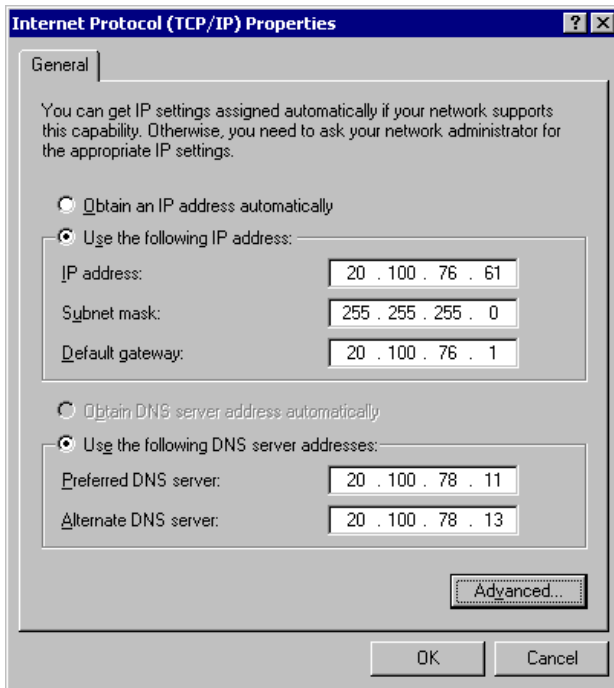 Internet Protocol (TCP/IP) Properties
General
You can get IP settings assigned automatically if your network supports
this capability. Otherwise, you need to ask your network administrator for
the appropriate IP settings.
Obtain an IP address automatically
Use the following IP address:
IP address: 20 . 100 . 76 . 61
Subnet mask: 255 . 255 . 255 . 0
Default gateway: 20 . 100 . 76 . 1
Obtain DNS server address automatically
Use the following DNS server addresses:
Preferred DNS server: 20 . 100 . 78 . 11
Alternate DNS server: 20 . 100 . 78 . 13
Advanced...
OK Cancel